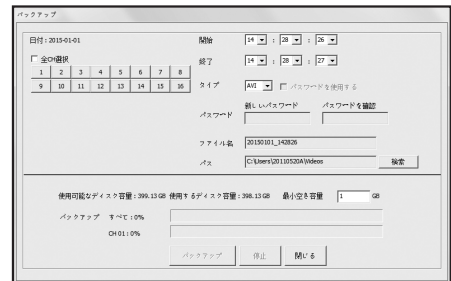 バックアップ
日付 : 2015-01-01
全CH選択
1 2 3 4 5 6 7 8
9 10 11 12 13 14 15 16
開始 14 : 28 : 26
終了 14 : 28 : 27
タイプ AVI パスワードを使用する
新しいパスワード パスワードを確認
パスワード
ファイル名 20150101_142826
パス C:\Users\20110520A\Videos 検索
使用可能なディスク容量 : 399.13 GB 使用するディスク容量 : 398.13 GB 最小空き容量 1 GB
バックアップ すべて : 0%
CH 01 : 0%
バックアップ 停止 閉じる